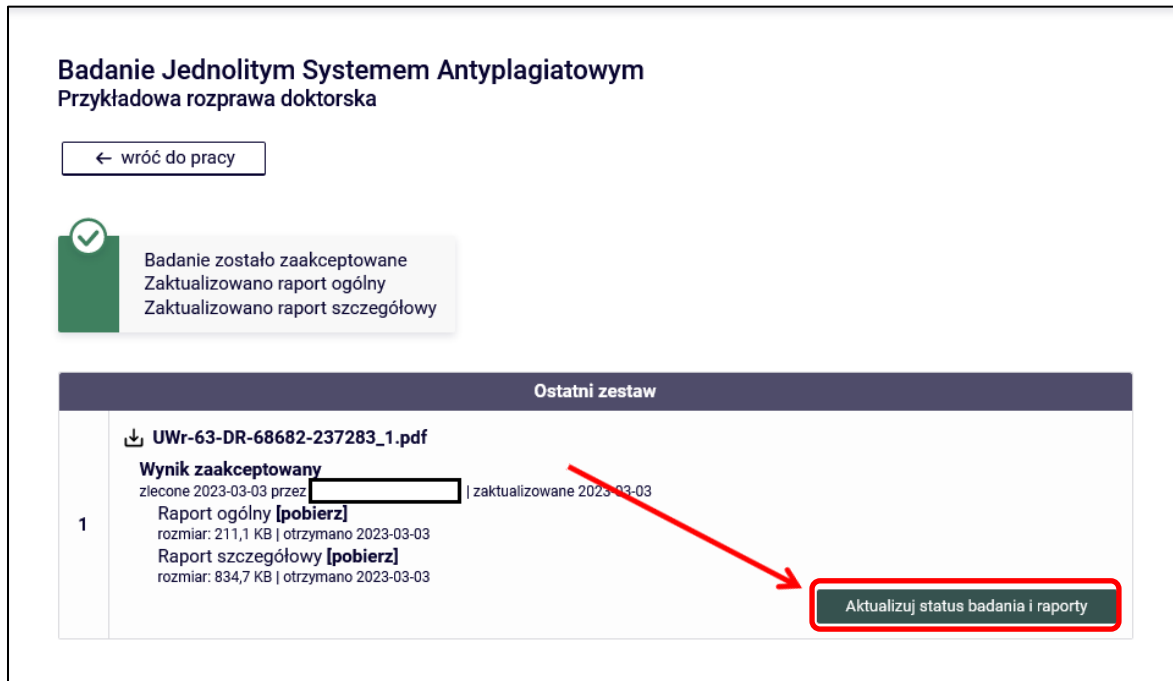 Badanie Jednolitym Systemem Antyplagiatowym
Przykładowa rozprawa doktorska
← wróć do pracy
Badanie zostało zaakceptowane
Zaktualizowano raport ogólny
Zaktualizowano raport szczegółowy
Ostatni zestaw
1
UWr-63-DR-68682-237283_1.pdf
Wynik zaakceptowany
zlecone 2023-03-03 przez | zaktualizowane 2023-03-03
Raport ogólny [pobierz]
rozmiar: 211,1 KB | otrzymano 2023-03-03
Raport szczegółowy [pobierz]
rozmiar: 834,7 KB | otrzymano 2023-03-03
Aktualizuj status badania i raporty